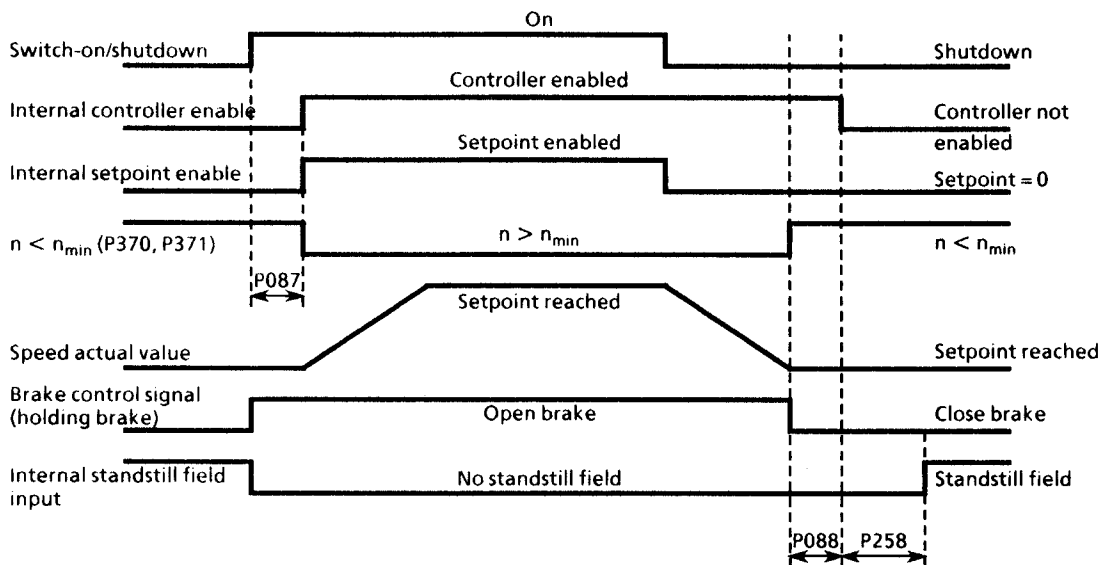 On
Switch-on/shutdown
Shutdown
Controller enabled
Internal controller enable
Controller not
enabled
Setpoint enabled
Internal setpoint enable
Setpoint = 0
n < nmin (P370, P371)
n > nmin
n < nmin
P087
Setpoint reached
Speed actual value
Setpoint reached
Brake control signal
(holding brake)
Open brake
Close brake
Internal standstill field
input
No standstill field
Standstill field
P088
P258